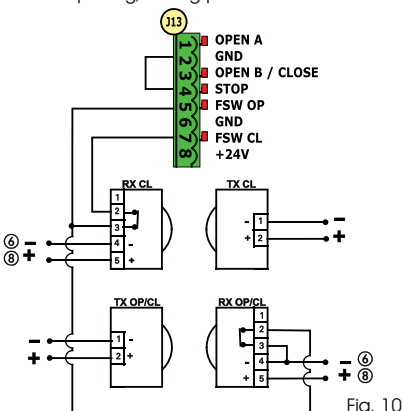 J13
1 OPEN A
2 GND
3 OPEN B / CLOSE
4 STOP
5 FSW OP
6 GND
7 FSW CL
8 +24V
RX CL
TX CL
1
2
3
⑥ – 4 -
⑧ + 5 +
- 1 –
+ 2 +
TX OP/CL
RX OP/CL
– 1 -
+ 2 +
1
2
3
- 4 – ⑥
+ 5 + ⑧
Fig. 10